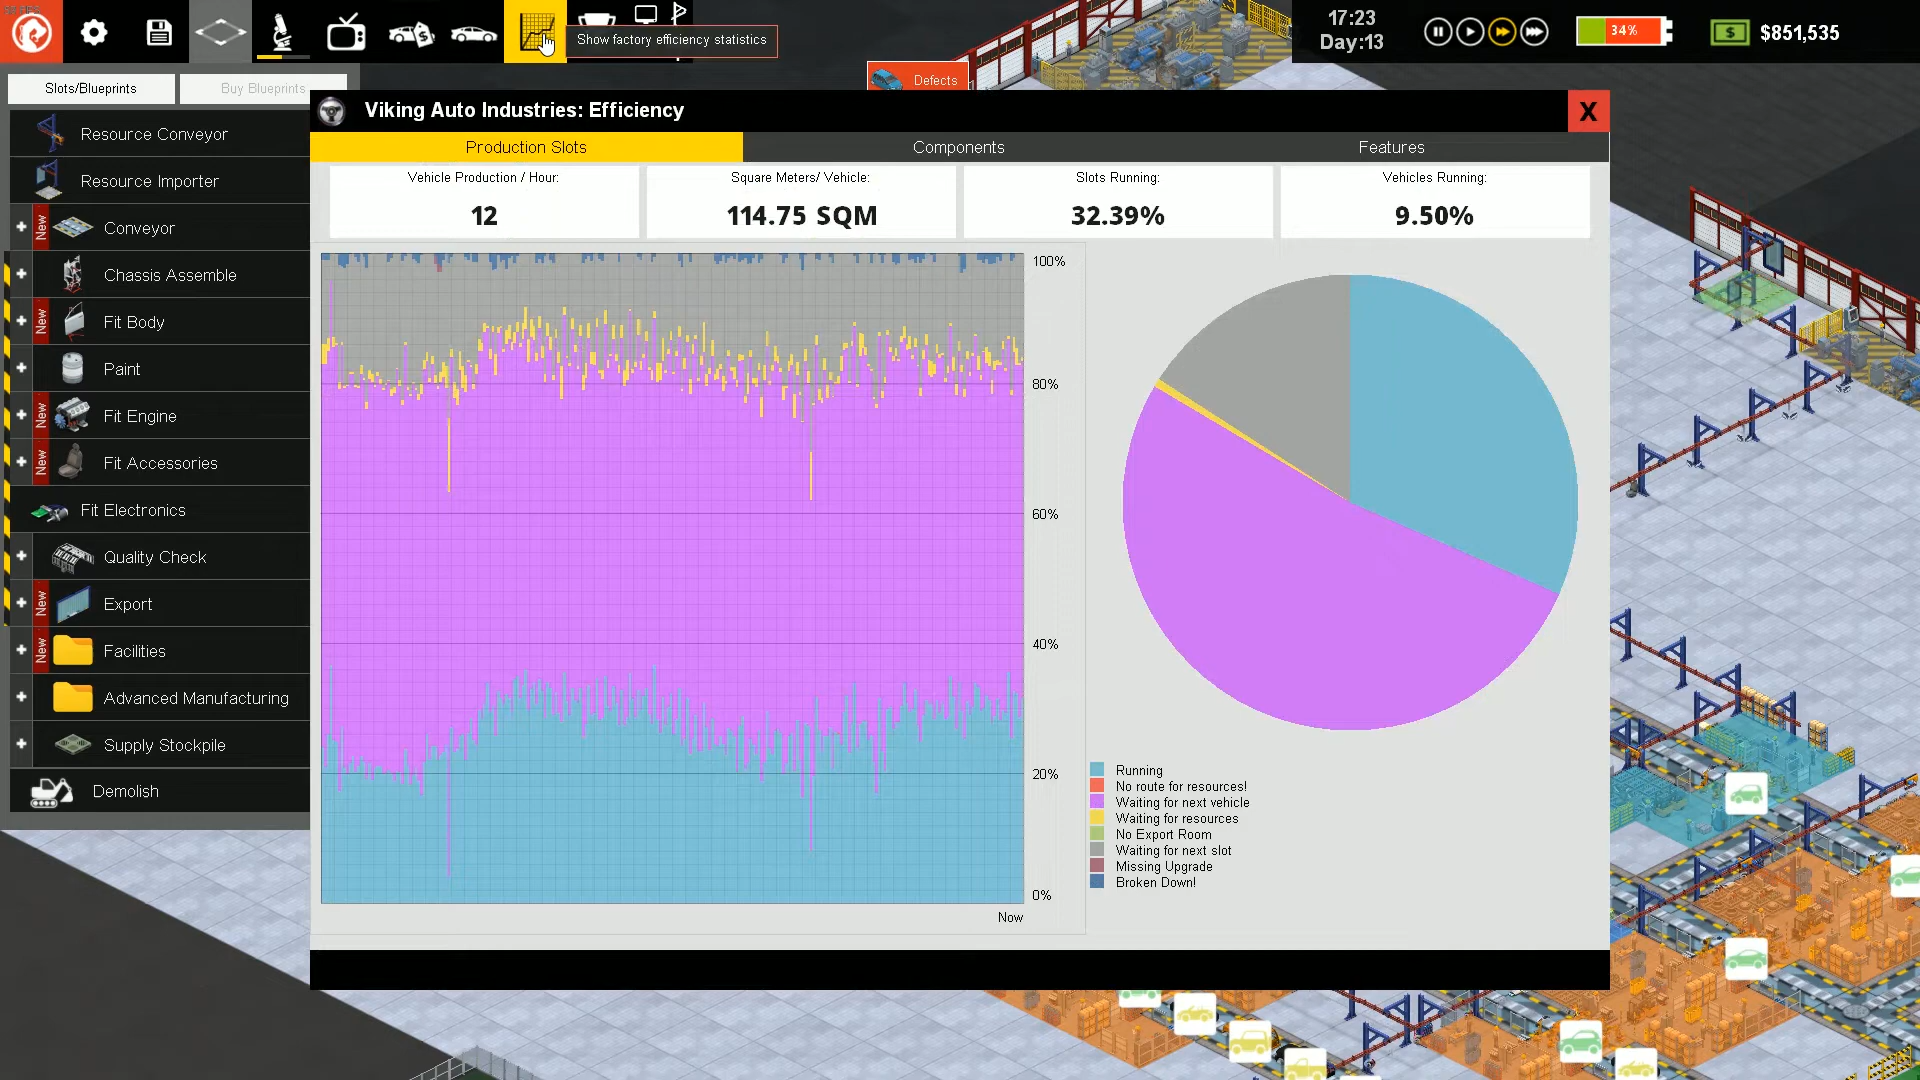 Show factory efficiency statistics
17:23
Day:13
34%
$
$851,535
Slots/Blueprints
Buy Blueprints
Defects
Resource Conveyor
Resource Importer
New
Conveyor
Chassis Assemble
New
Fit Body
Paint
New
Fit Engine
New
Fit Accessories
Fit Electronics
Quality Check
New
Export
New
Facilities
Advanced Manufacturing
Supply Stockpile
Demolish
Viking Auto Industries: Efficiency
X
Production Slots
Components
Features
Vehicle Production / Hour:
12
Square Meters/ Vehicle:
114.75 SQM
Slots Running:
32.39%
Vehicles Running:
9.50%
100%
80%
60%
40%
20%
0%
Now
Running
No route for resources!
Waiting for next vehicle
Waiting for resources
No Export Room
Waiting for next slot
Missing Upgrade
Broken Down!